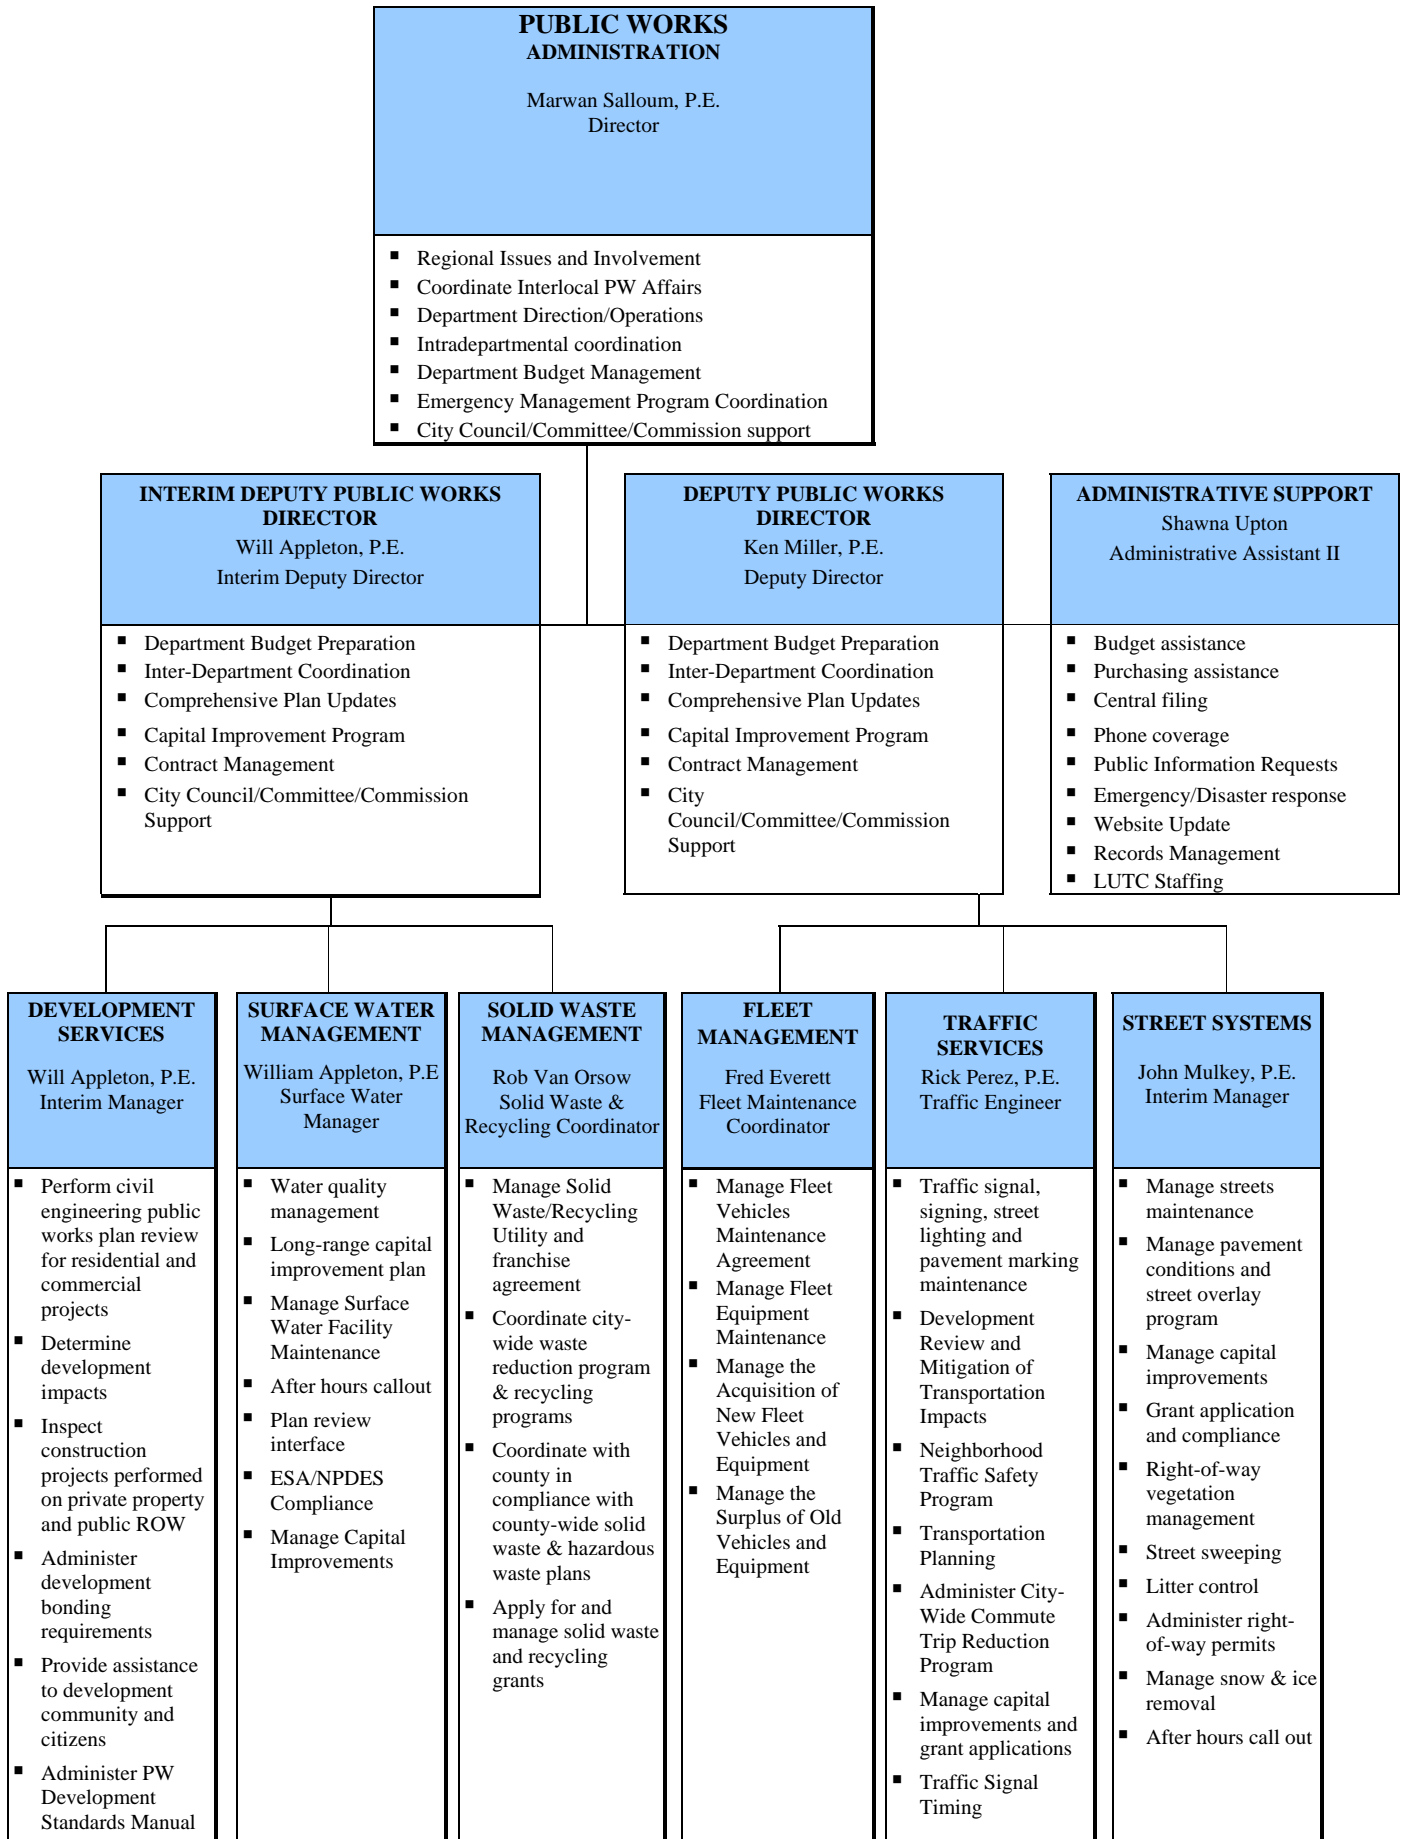 PUBLIC WORKS
ADMINISTRATION
Marwan Salloum, P.E.
Director
▪ Regional Issues and Involvement
▪ Coordinate Interlocal PW Affairs
▪ Department Direction/Operations
▪ Intradepartmental coordination
▪ Department Budget Management
▪ Emergency Management Program Coordination
▪ City Council/Committee/Commission support
INTERIM DEPUTY PUBLIC WORKS
DIRECTOR
Will Appleton, P.E.
Interim Deputy Director
▪ Department Budget Preparation
▪ Inter-Department Coordination
▪ Comprehensive Plan Updates
▪ Capital Improvement Program
▪ Contract Management
▪ City Council/Committee/Commission
Support
DEPUTY PUBLIC WORKS
DIRECTOR
Ken Miller, P.E.
Deputy Director
▪ Department Budget Preparation
▪ Inter-Department Coordination
▪ Comprehensive Plan Updates
▪ Capital Improvement Program
▪ Contract Management
▪ City
Council/Committee/Commission
Support
ADMINISTRATIVE SUPPORT
Shawna Upton
Administrative Assistant II
▪ Budget assistance
▪ Purchasing assistance
▪ Central filing
▪ Phone coverage
▪ Public Information Requests
▪ Emergency/Disaster response
▪ Website Update
▪ Records Management
▪ LUTC Staffing
DEVELOPMENT
SERVICES
Will Appleton, P.E.
Interim Manager
▪ Perform civil
engineering public
works plan review
for residential and
commercial
projects
▪ Determine
development
impacts
▪ Inspect
construction
projects performed
on private property
and public ROW
▪ Administer
development
bonding
requirements
▪ Provide assistance
to development
community and
citizens
▪ Administer PW
Development
Standards Manual
SURFACE WATER
MANAGEMENT
William Appleton, P.E
Surface Water
Manager
▪ Water quality
management
▪ Long-range capital
improvement plan
▪ Manage Surface
Water Facility
Maintenance
▪ After hours callout
▪ Plan review
interface
▪ ESA/NPDES
Compliance
▪ Manage Capital
Improvements
SOLID WASTE
MANAGEMENT
Rob Van Orsow
Solid Waste &
Recycling Coordinator
▪ Manage Solid
Waste/Recycling
Utility and
franchise
agreement
▪ Coordinate city-
wide waste
reduction program
& recycling
programs
▪ Coordinate with
county in
compliance with
county-wide solid
waste & hazardous
waste plans
▪ Apply for and
manage solid waste
and recycling
grants
FLEET
MANAGEMENT
Fred Everett
Fleet Maintenance
Coordinator
▪ Manage Fleet
Vehicles
Maintenance
Agreement
▪ Manage Fleet
Equipment
Maintenance
▪ Manage the
Acquisition of
New Fleet
Vehicles and
Equipment
▪ Manage the
Surplus of Old
Vehicles and
Equipment
TRAFFIC
SERVICES
Rick Perez, P.E.
Traffic Engineer
▪ Traffic signal,
signing, street
lighting and
pavement marking
maintenance
▪ Development
Review and
Mitigation of
Transportation
Impacts
▪ Neighborhood
Traffic Safety
Program
▪ Transportation
Planning
▪ Administer City-
Wide Commute
Trip Reduction
Program
▪ Manage capital
improvements and
grant applications
▪ Traffic Signal
Timing
STREET SYSTEMS
John Mulkey, P.E.
Interim Manager
▪ Manage streets
maintenance
▪ Manage pavement
conditions and
street overlay
program
▪ Manage capital
improvements
▪ Grant application
and compliance
▪ Right-of-way
vegetation
management
▪ Street sweeping
▪ Litter control
▪ Administer right-
of-way permits
▪ Manage snow & ice
removal
▪ After hours call out